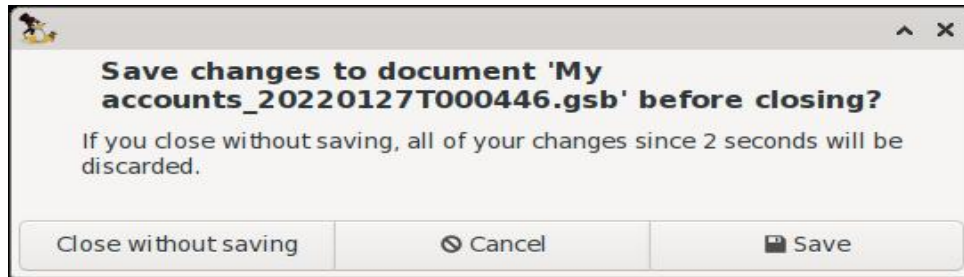 Save changes to document 'My
accounts_20220127T000446.gsb' before closing?
If you close without saving, all of your changes since 2 seconds will be
discarded.
Close without saving
Cancel
Save